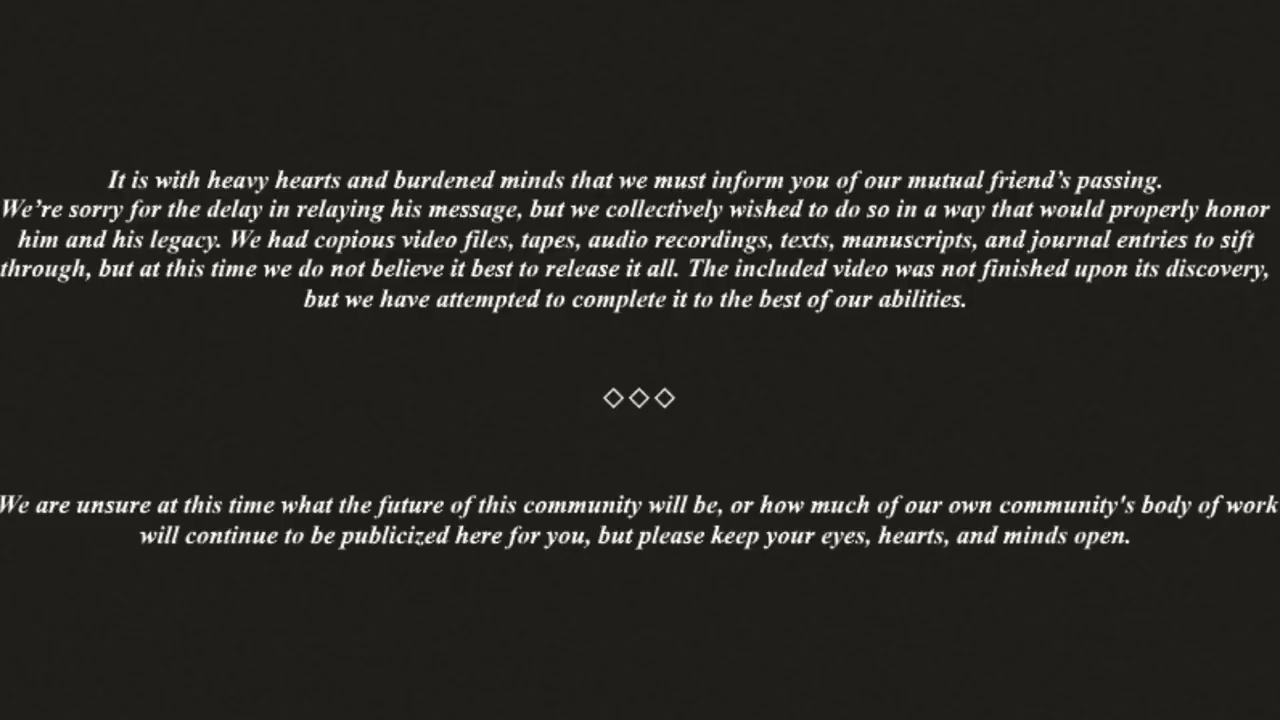 It is with heavy hearts and burdened minds that we must inform you of our mutual friend’s passing.
We’re sorry for the delay in relaying his message, but we collectively wished to do so in a way that would properly honor
him and his legacy. We had copious video files, tapes, audio recordings, texts, manuscripts, and journal entries to sift
through, but at this time we do not believe it best to release it all. The included video was not finished upon its discovery,
but we have attempted to complete it to the best of our abilities.
◇◇◇
We are unsure at this time what the future of this community will be, or how much of our own community's body of work
will continue to be publicized here for you, but please keep your eyes, hearts, and minds open.